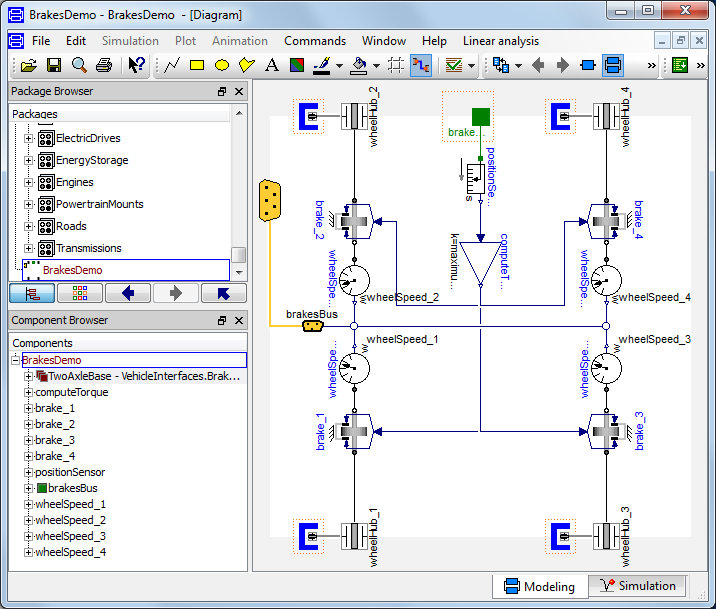 BrakesDemo - BrakesDemo - [Diagram]
File Edit Simulation Plot Animation Commands Window Help Linear analysis
A
Package Browser
Packages
ElectricDrives
EnergyStorage
Engines
PowertrainMounts
Roads
Transmissions
BrakesDemo
Component Browser
Components
BrakesDemo
TwoAxleBase - VehicleInterfaces.Brak...
computeTorque
brake_1
brake_2
brake_3
brake_4
positionSensor
brakesBus
wheelSpeed_1
wheelSpeed_2
wheelSpeed_3
wheelSpeed_4
wheelHub_2
wheelHub_4
brake...
positionSe...
s
brake_2
brake_4
k=maximu...
computeT...
wheelSpe...
wheelSpe...
w
wheelSpeed_2
w
wheelSpeed_4
brakesBus
wheelSpeed_1
wheelSpeed_3
w
w
wheelSpe...
wheelSpe...
brake_1
brake_3
wheelHub_1
wheelHub_3
Modeling
Simulation